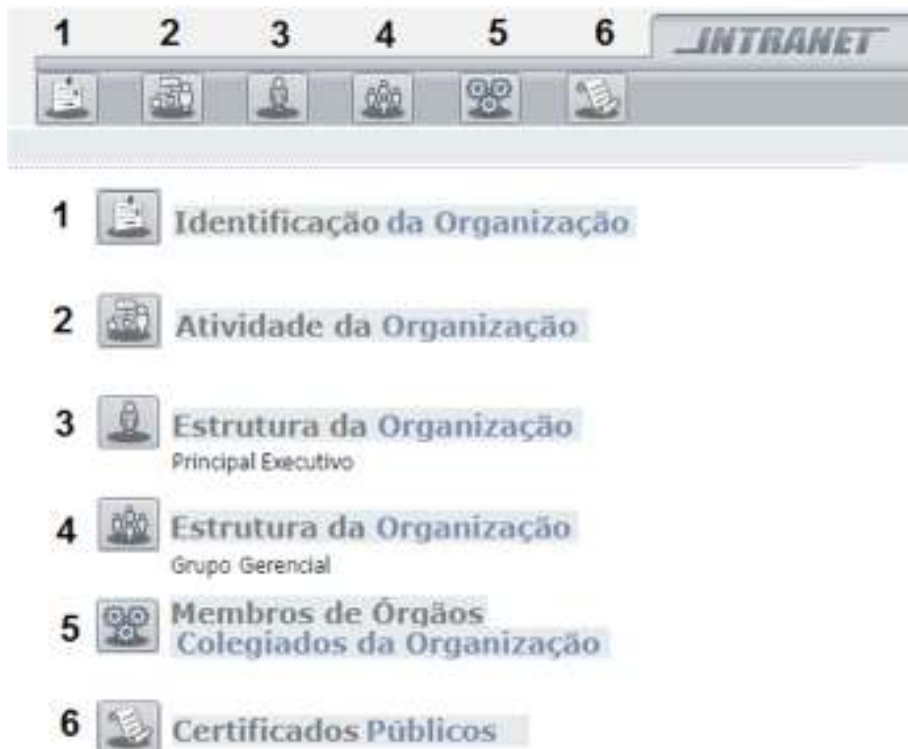 1 2 3 4 5 6 INTRANET
1 Identificação da Organização
2 Atividade da Organização
3 Estrutura da Organização
Principal Executivo
4 Estrutura da Organização
Grupo Gerencial
5 Membros de Órgãos
Colegiados da Organização
6 Certificados Públicos